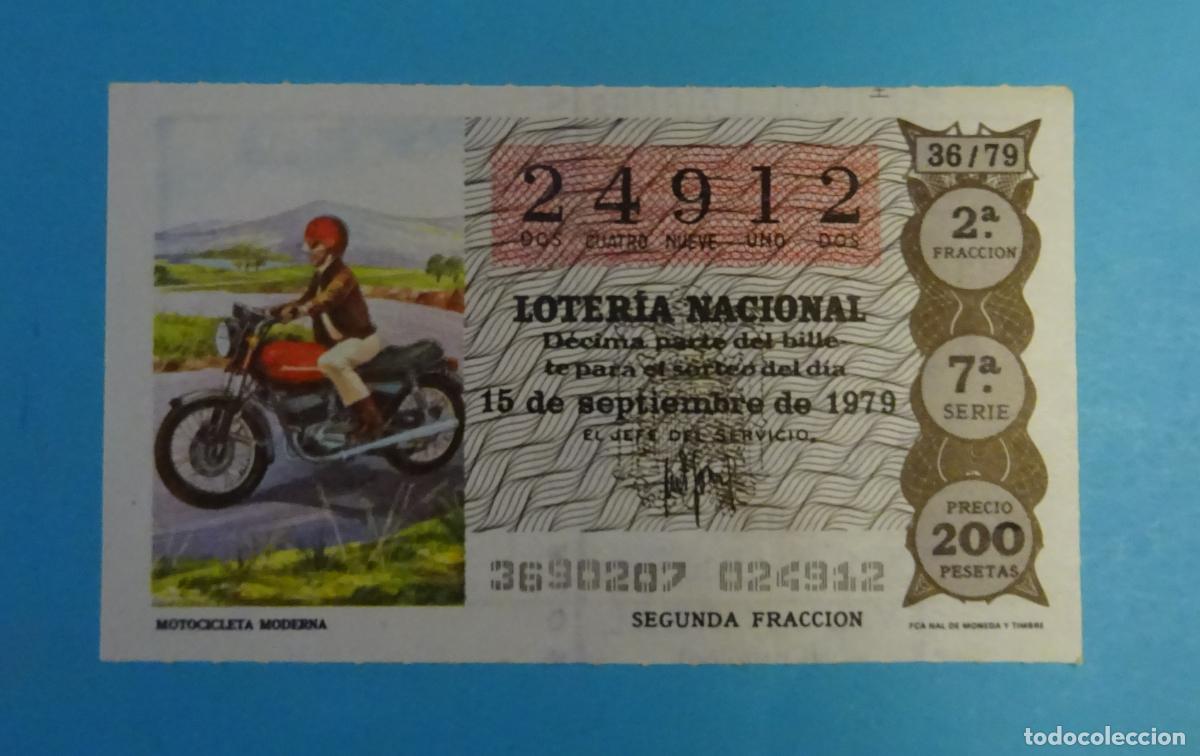 24912
DOS CUATRO NUEVE UNO DOS
LOTERÍA NACIONAL
Décima parte del bille-
te para el sorteo del día
15 de septiembre de 1979
EL JEFE DEL SERVICIO,
3690207 024912
SEGUNDA FRACCION
36/79
2.ª
FRACCION
7.ª
SERIE
PRECIO
200
PESETAS
FCA NAL DE MONEDA Y TIMBRE
MOTOCICLETA MODERNA
todocoleccion